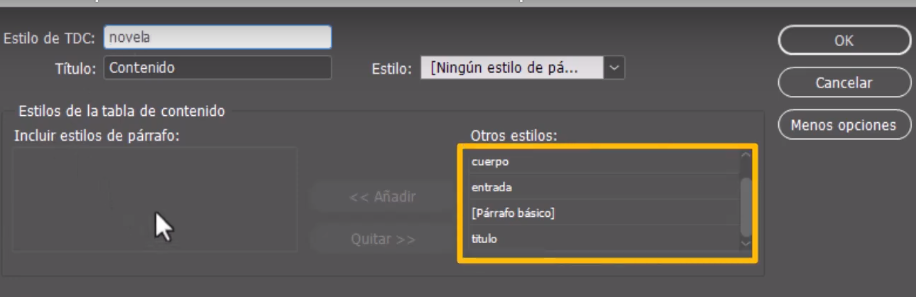 Estilo de TDC: novela
OK
Título: Contenido
Estilo: [Ningún estilo de pá...
Cancelar
Estilos de la tabla de contenido
Menos opciones
Incluir estilos de párrafo:
Otros estilos:
cuerpo
entrada
<< Añadir
[Párrafo básico]
Quitar >>
titulo